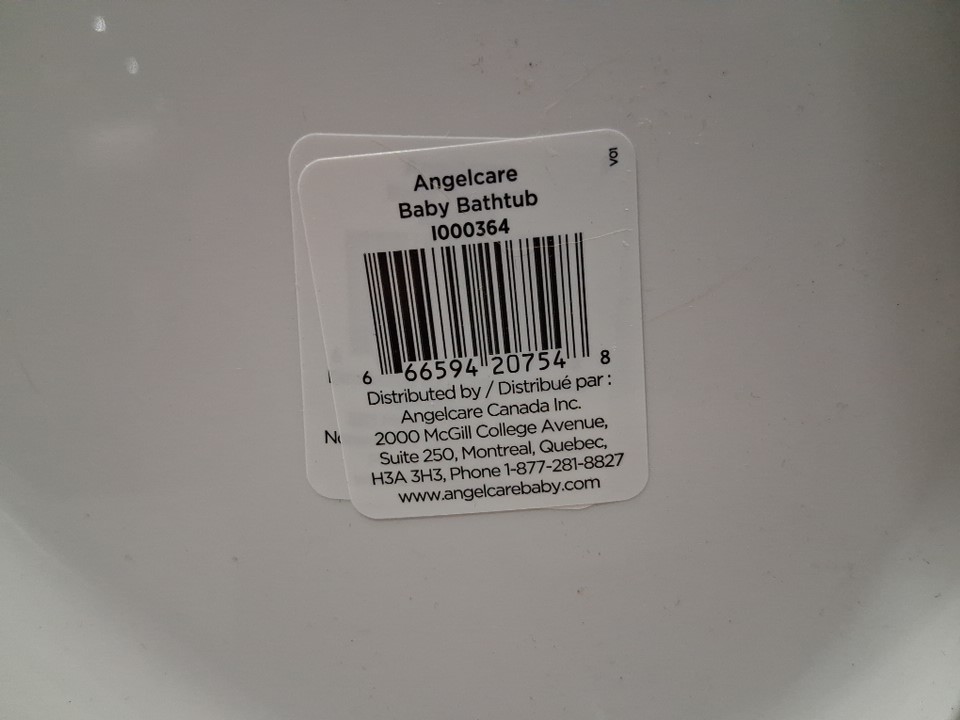 V01
Angelcare
Baby Bathtub
I000364
6 66594 20754 8
Distributed by / Distribué par :
Angelcare Canada Inc.
2000 McGill College Avenue,
Suite 250, Montreal, Quebec,
H3A 3H3, Phone 1-877-281-8827
www.angelcarebaby.com